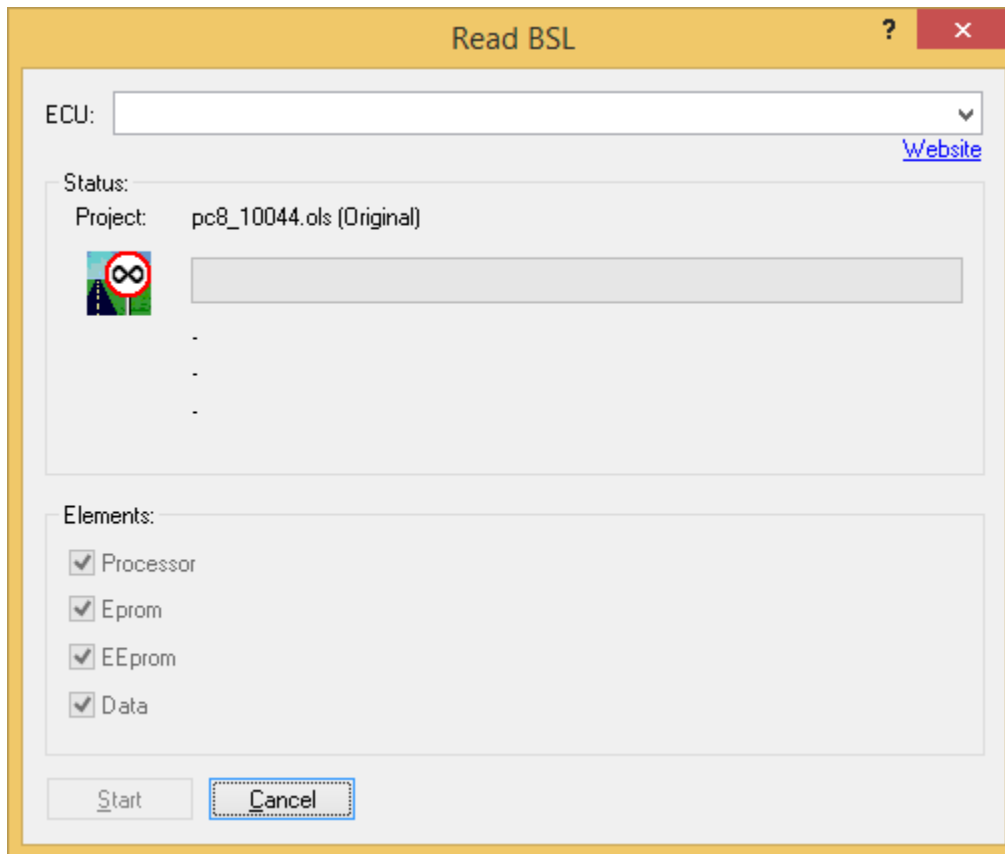 Read BSL
?
ECU:
Website
Status:
Project: pc8_10044.ols (Original)
-
-
-
Elements:
Processor
Eprom
EEprom
Data
Start Cancel